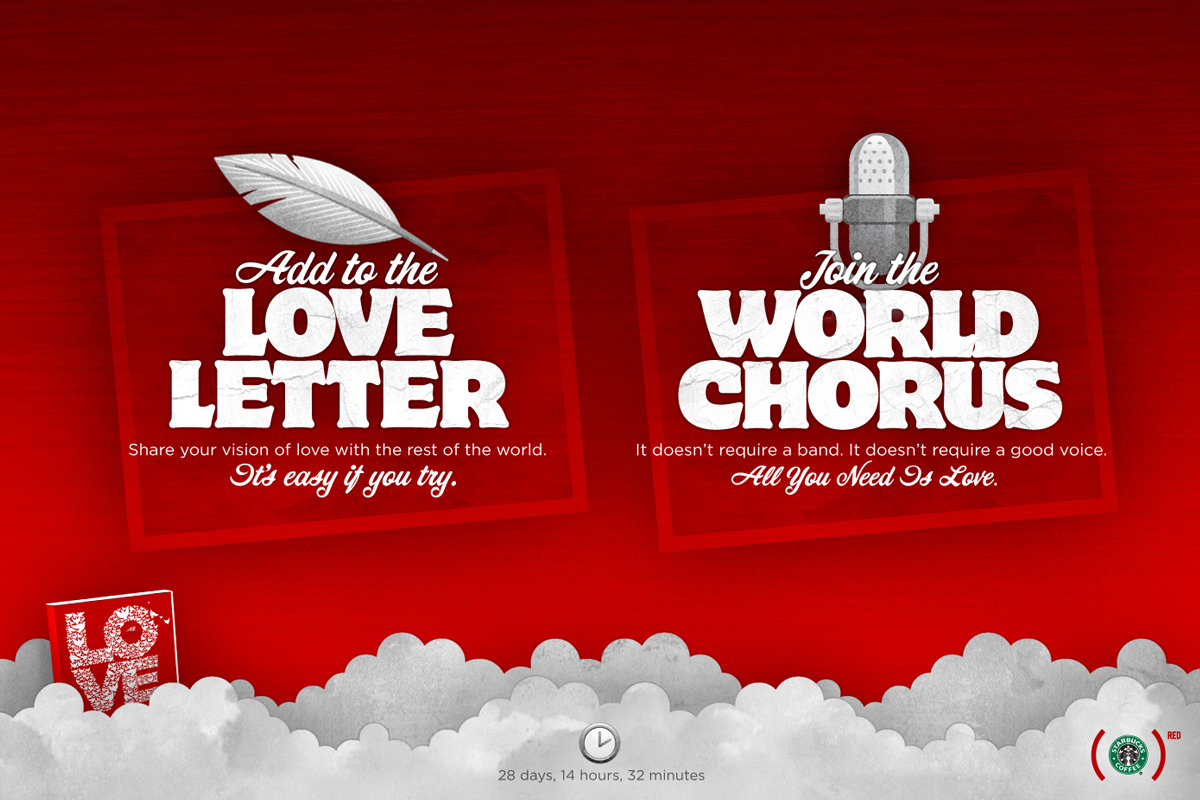 Add to the
LOVE
LETTER
Share your vision of love with the rest of the world.
It's easy if you try.
Join the
WORLD
CHORUS
It doesn't require a band. It doesn't require a good voice.
All You Need Is Love.
LO
VE
28 days, 14 hours, 32 minutes
STARBUCKS
COFFEE
RED